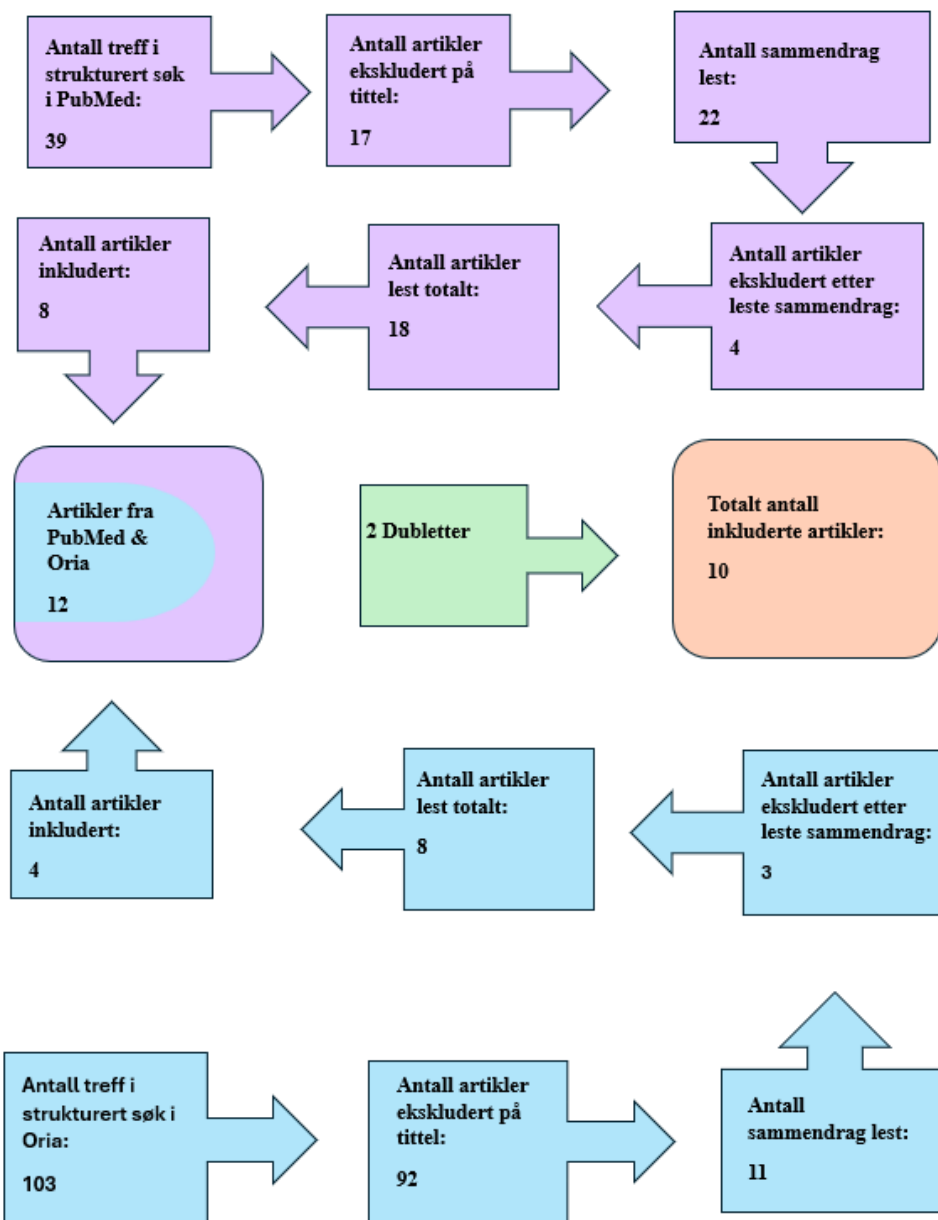 Antall treff i
strukturert søk
i PubMed:
39
Antall artikler
ekskludert på
tittel:
17
Antall sammendrag
lest:
22
Antall artikler
inkludert:
8
Antall artikler
lest totalt:
18
Antall artikler
ekskludert etter
leste sammendrag:
4
Artikler fra
PubMed &
Oria
12
2 Dubletter
Totalt antall
inkluderte artikler:
10
Antall artikler
inkludert:
4
Antall artikler
lest totalt:
8
Antall artikler
ekskludert etter
leste sammendrag:
3
Antall treff i
strukturert søk i
Oria:
103
Antall artikler
ekskludert på
tittel:
92
Antall
sammendrag lest:
11